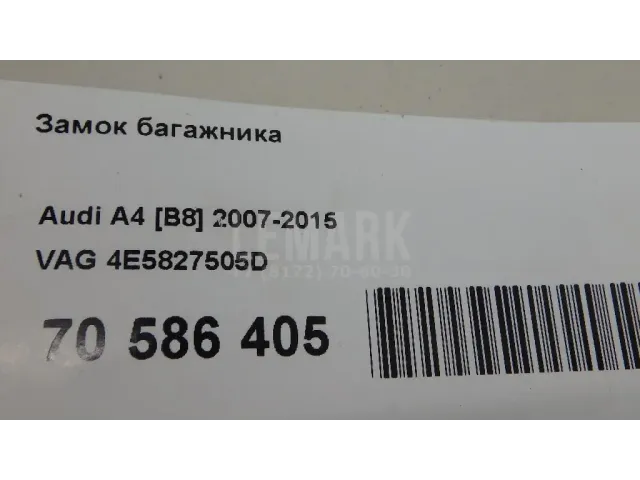 Замок багажника
Audi A4 [B8] 2007-2015
VAG 4E5827505D
70 586 405